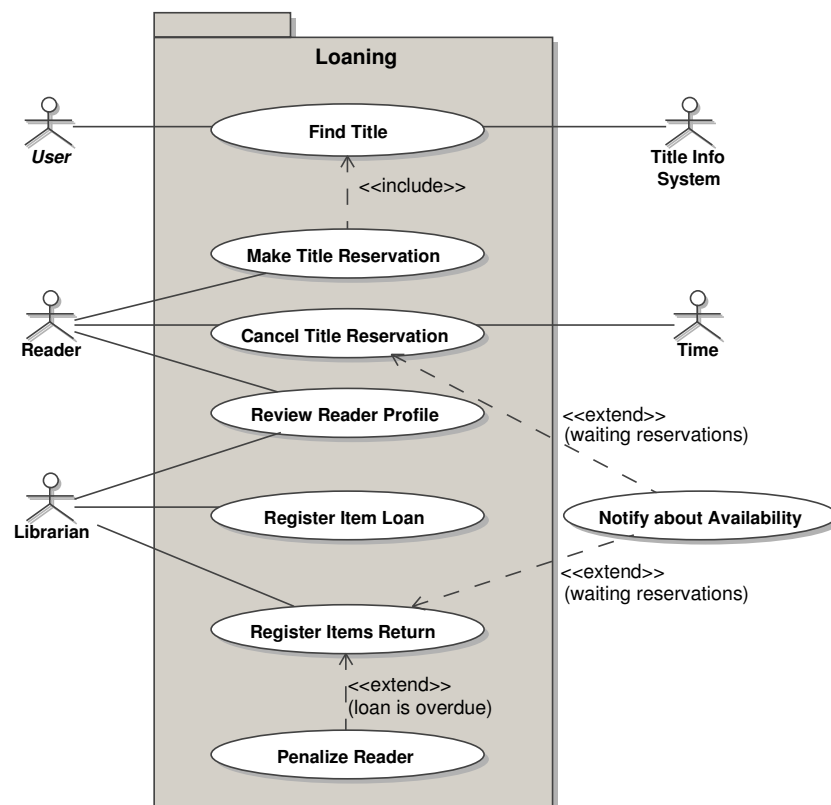 Loaning
Find Title
User
Title Info
System
<<include>>
Make Title Reservation
Reader
Cancel Title Reservation
Time
Review Reader Profile
<<extend>>
(waiting reservations)
Librarian
Register Item Loan
Notify about Availability
<<extend>>
(waiting reservations)
Register Items Return
<<extend>>
(loan is overdue)
Penalize Reader